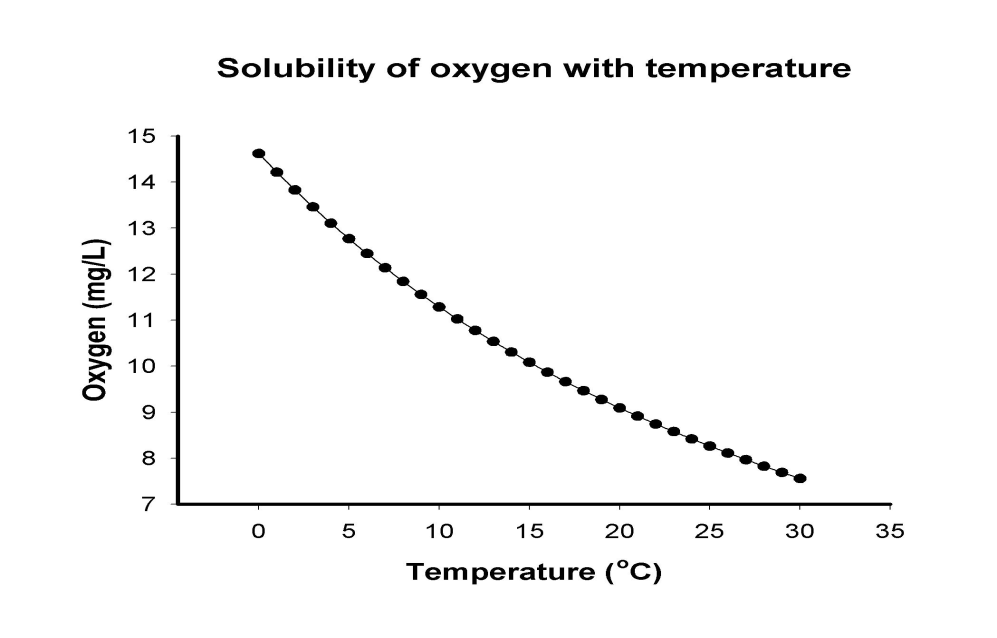 Solubility of oxygen with temperature
15
14
13
12
11
10
9
8
7
Oxygen (mg/L)
0 5 10 15 20 25 30 35
Temperature (°C)